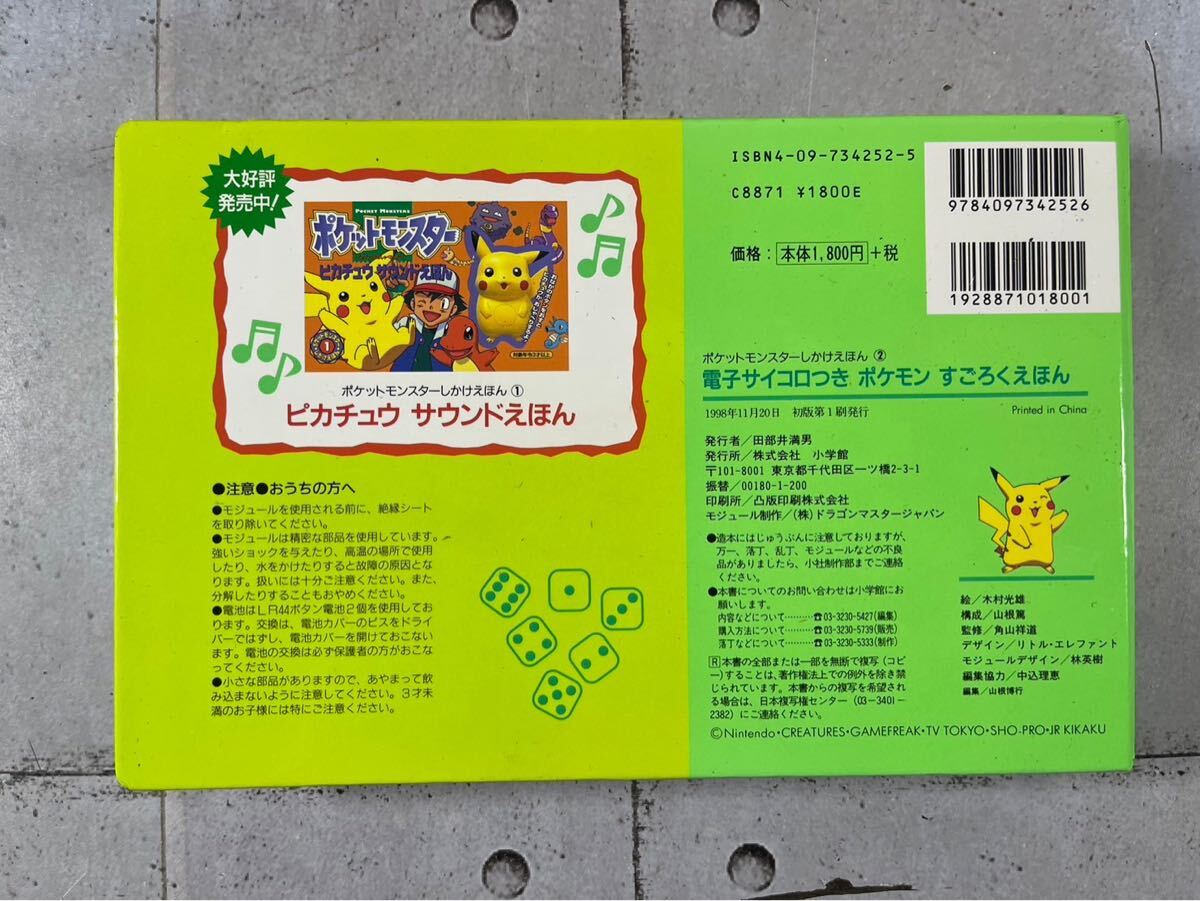 大好評
発売中!
POCKET MONSTERS
ポケットモンスター
ピカチュウ サウンドえほん
1
対象年令3才以上
ポケットモンスターしかけえほん ①
ピカチュウ サウンドえほん
●注意●おうちの方へ
●モジュールを使用される前に、絶縁シート
を取り除いてください。
●モジュールは精密な部品を使用しています。
強いショックを与えたり、高温の場所で使用
したり、水をかけたりすると故障の原因とな
ります。扱いには十分ご注意ください。また、
分解したりすることもおやめください。
●電池はLR44ボタン電池2個を使用してお
ります。交換は、電池カバーのビスをドライ
バーではずし、電池カバーを開けておこない
ます。電池の交換は必ず保護者の方がおこな
ってください。
●小さな部品がありますので、あやまって飲
み込まないように注意してください。3才未
満のお子様には特にご注意ください。
ISBN4-09-734252-5
C8871 ¥1800E
価格:本体1,800円+税
9784097342526
1928871018001
ポケットモンスターしかけえほん ②
電子サイコロつき ポケモン すごろくえほん
1998年11月20日 初版第1刷発行 Printed in China
発行者/田部井満男
発行所/株式会社 小学館
〒101-8001 東京都千代田区一ツ橋2-3-1
振替/00180-1-200
印刷所/凸版印刷株式会社
モジュール制作/(株)ドラゴンマスタージャパン
●造本にはじゅうぶんに注意しておりますが、
万一、落丁、乱丁、モジュールなどの不良
品がありましたら、小社制作部までご連絡
ください。
●本書についてのお問い合わせは小学館にお
願いします。
内容などについて………☎03-3230-5427(編集)
購入方法について………☎03-3230-5739(販売)
落丁などについて………☎03-3230-5333(制作)
R本書の全部または一部を無断で複写(コピ
ー)することは、著作権法上での例外を除き禁
じられています。本書からの複写を希望され
る場合は、日本複写権センター(03-3401-
2382)にご連絡ください。
絵/木村光雄
構成/山根篤
監修/角山祥道
デザイン/リトル・エレファント
モジュールデザイン/林英樹
編集協力/中込理恵
編集/山根博行
©Nintendo・CREATURES・GAMEFREAK・TV TOKYO・SHO-PRO・JR KIKAKU